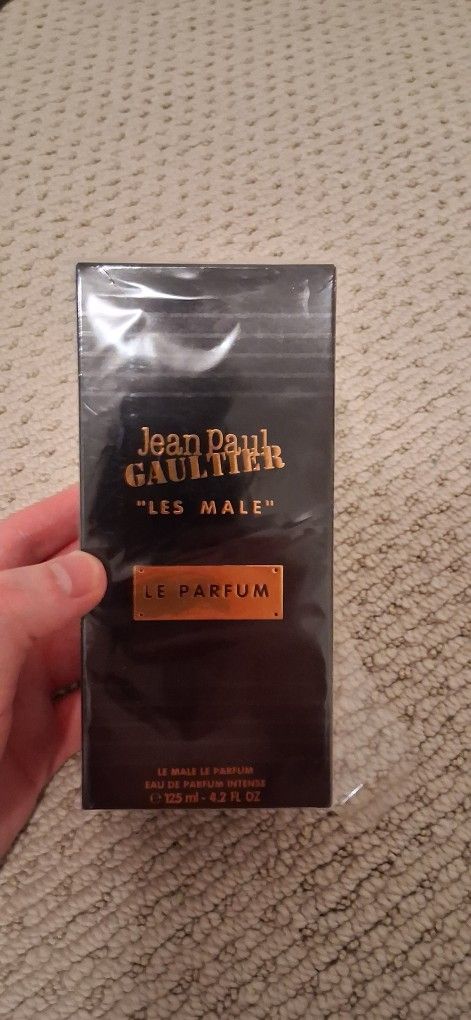 Jean Paul
GAULTIER
"LES MALE"
LE PARFUM
LE MALE LE PARFUM
EAU DE PARFUM INTENSE
℮ 125 ml - 4.2 FL OZ